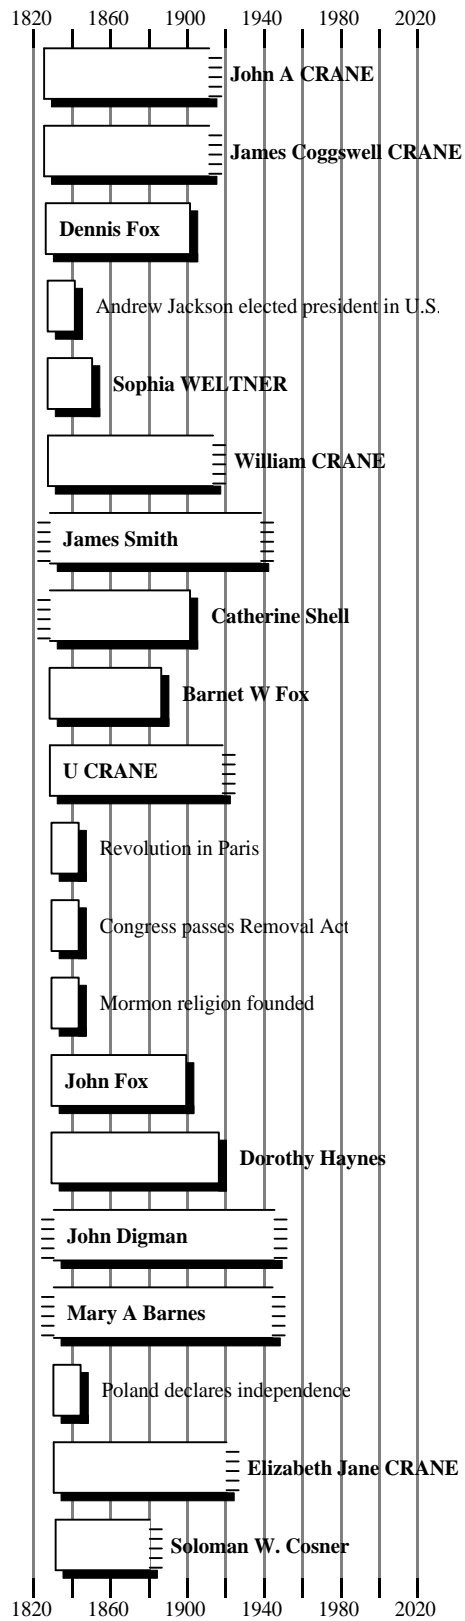 1820 1860 1900 1940 1980 2020
John A CRANE
James Coggswell CRANE
Dennis Fox
Andrew Jackson elected president in U.S.
Sophia WELTNER
William CRANE
James Smith
Catherine Shell
Barnet W Fox
U CRANE
Revolution in Paris
Congress passes Removal Act
Mormon religion founded
John Fox
Dorothy Haynes
John Digman
Mary A Barnes
Poland declares independence
Elizabeth Jane CRANE
Soloman W. Cosner
1820 1860 1900 1940 1980 2020